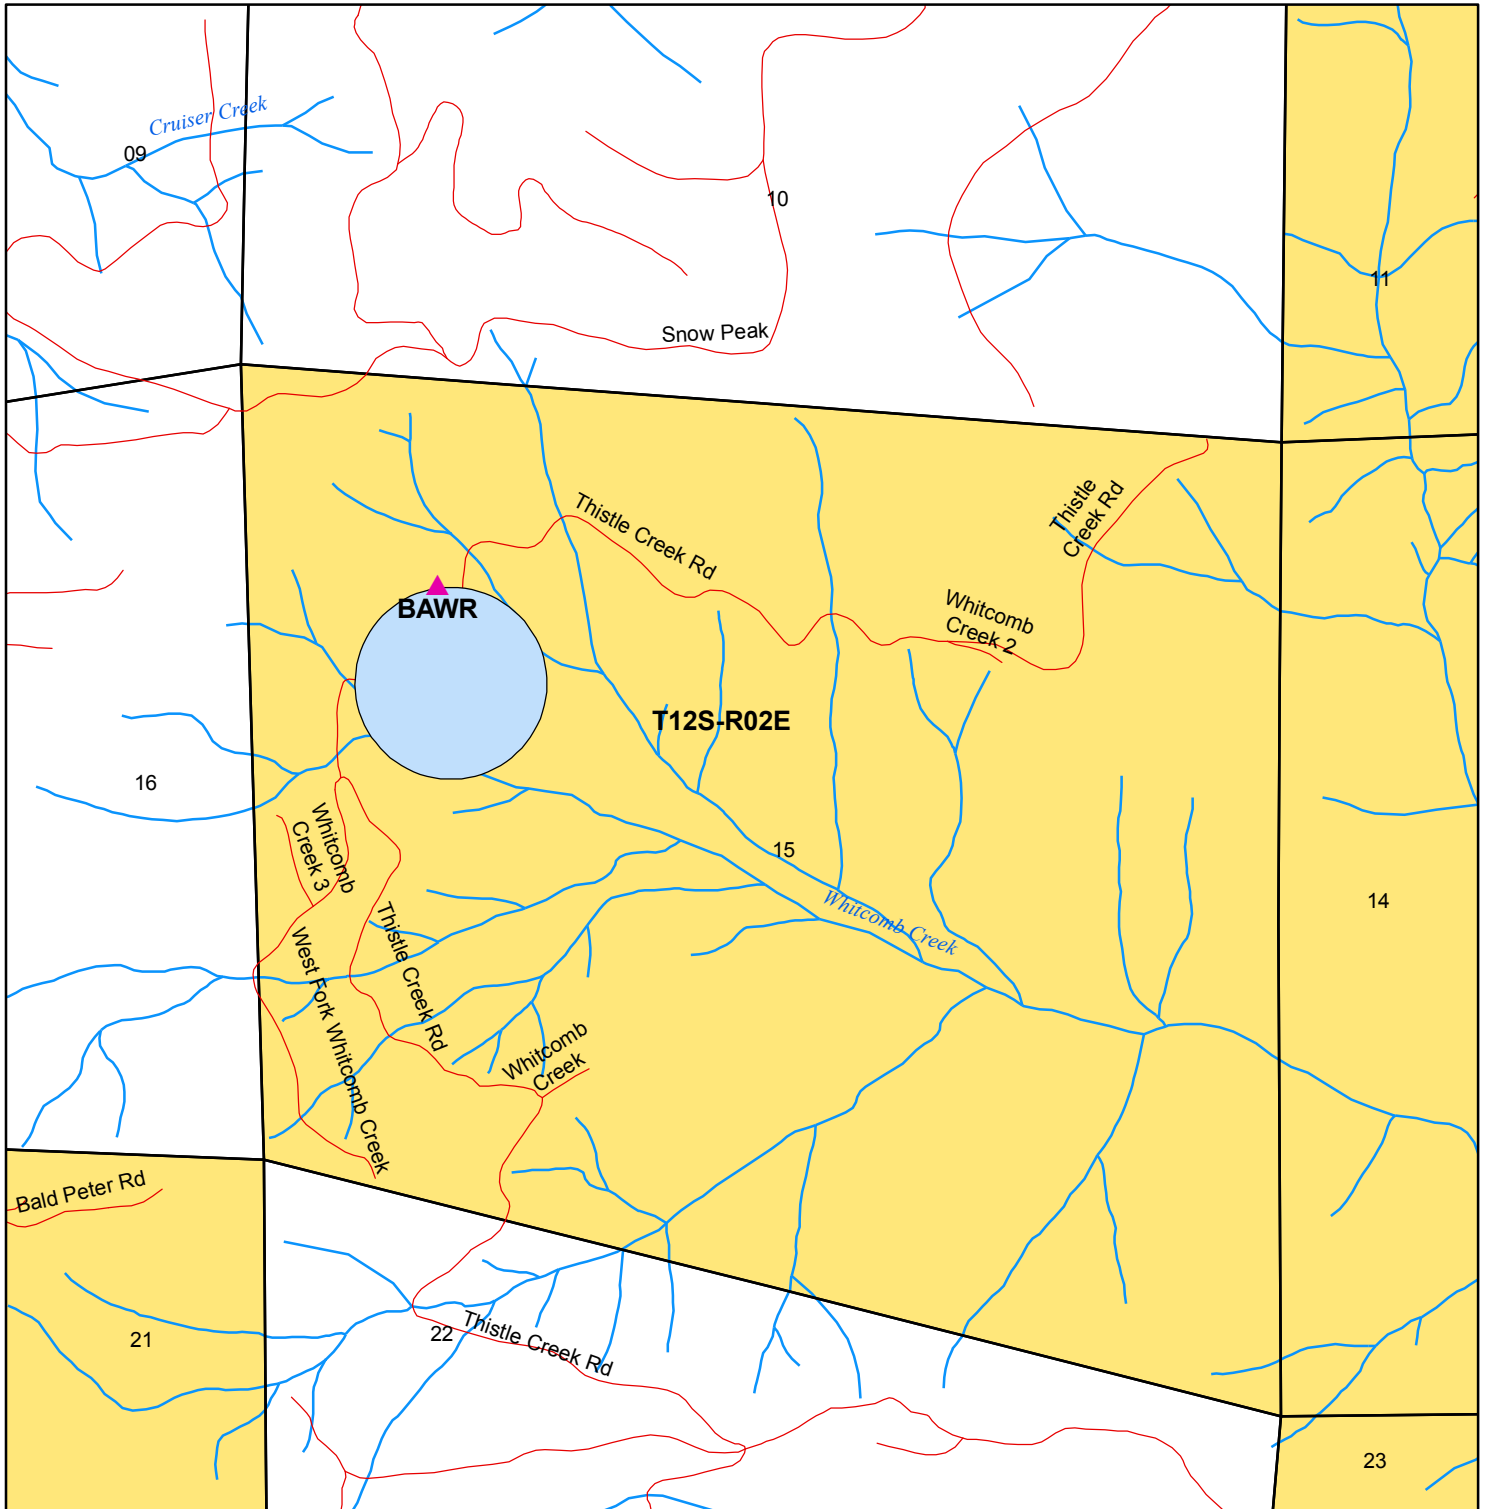 Cruiser Creek
09
10
11
Snow Peak
Thistle Creek Rd
Thistle
Creek Rd
BAWR
Whitcomb
Creek 2
T12S-R02E
16
Whitcomb
Creek 3
15
14
Whitcomb Creek
Thistle Creek Rd
West Fork Whitcomb Creek
Whitcomb
Creek
Bald Peter Rd
21
22
Thistle Creek Rd
23